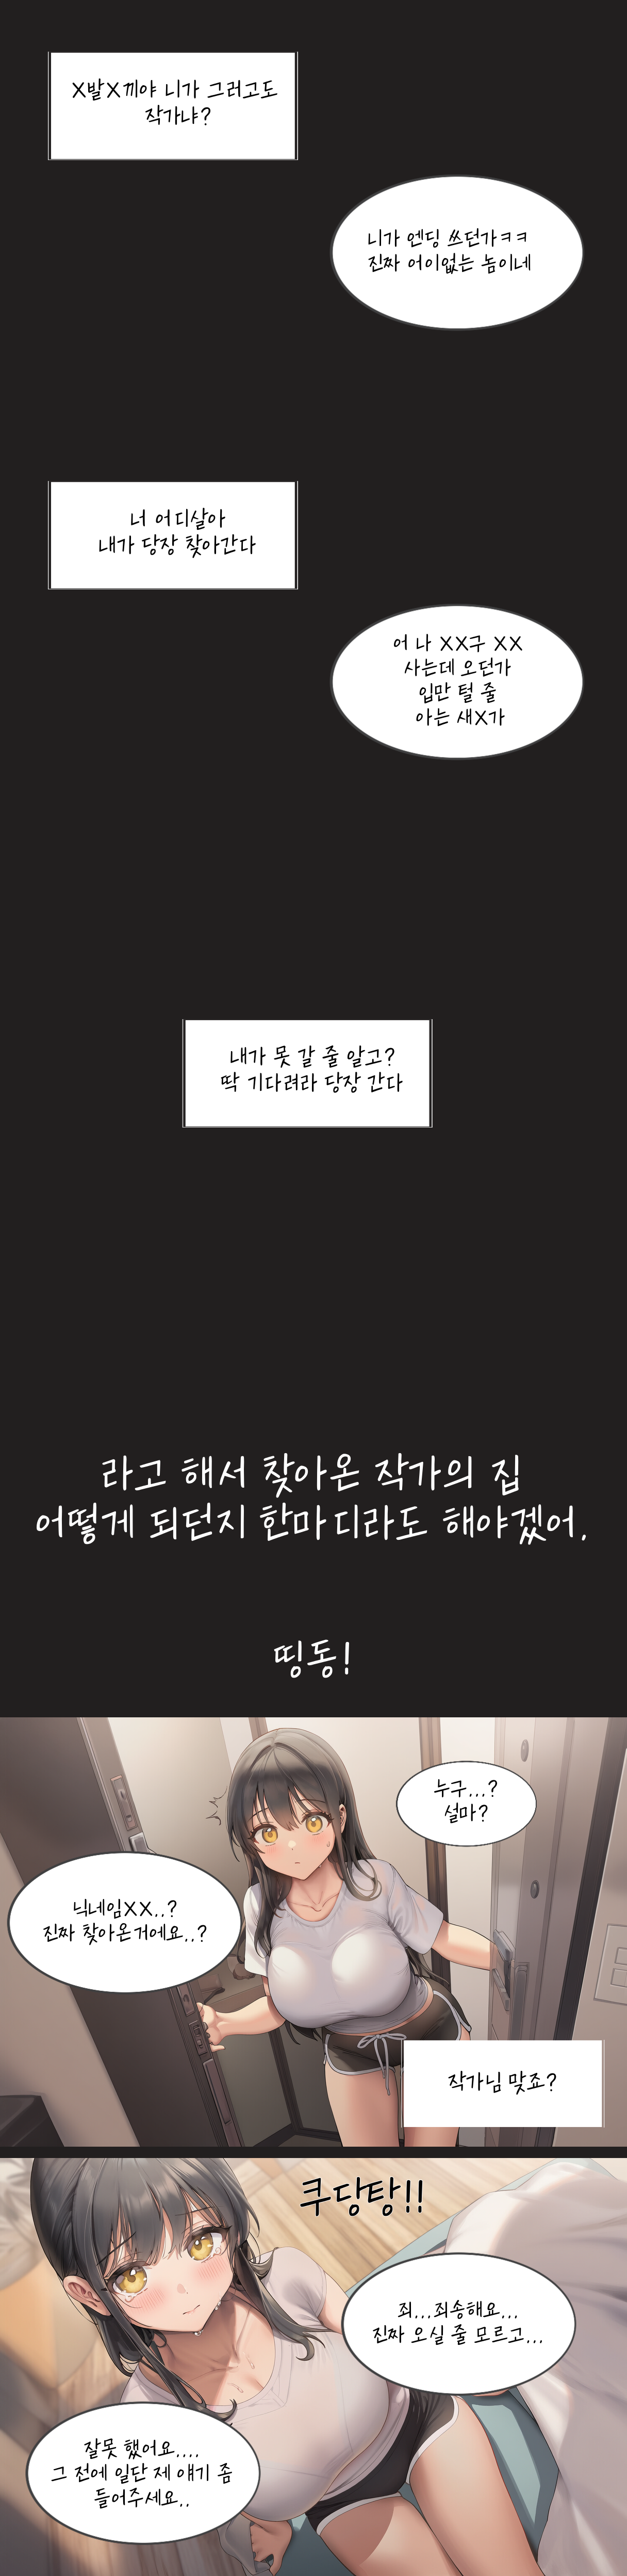 X발X끼야 니가 그러고도
작가냐?
니가 엔딩 쓰던가ㅋㅋ
진짜 어이없는 놈이네
너 어디살아
내가 당장 찾아간다
어 나 XX구 XX
사는데 오던가
입만 털 줄
아는 새X가
내가 못 갈 줄 알고?
딱 기다려라 당장 간다
라고 해서 찾아온 작가의 집
어떻게 되던지 한마디라도 해야겠어.
띵동!
누구...?
설마?
닉네임XX..?
진짜 찾아온거에요..?
작가님 맞죠?
쿠당탕!!
죄...죄송해요...
진짜 오실 줄 모르고...
잘못 했어요....
그 전에 일단 제 얘기 좀
들어주세요..